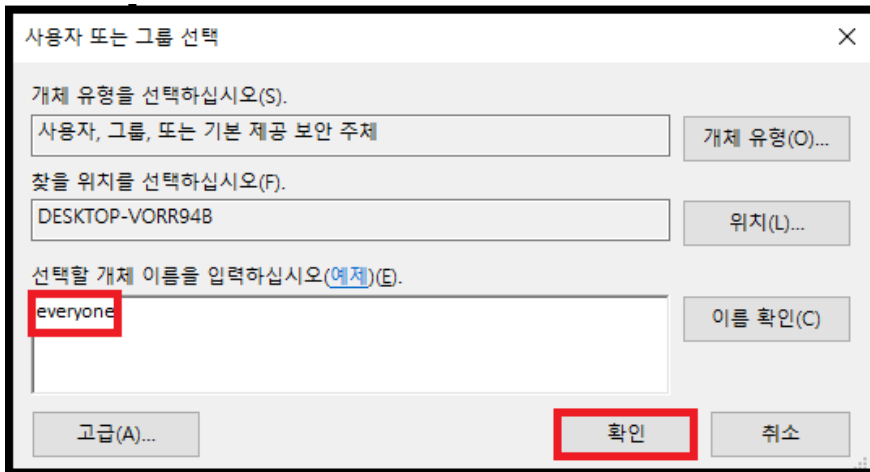 사용자 또는 그룹 선택
개체 유형을 선택하십시오(S).
사용자, 그룹, 또는 기본 제공 보안 주체
개체 유형(O)...
찾을 위치를 선택하십시오(F).
DESKTOP-VORR94B
위치(L)...
선택할 개체 이름을 입력하십시오(예제)(E).
everyone
이름 확인(C)
고급(A)...
확인
취소